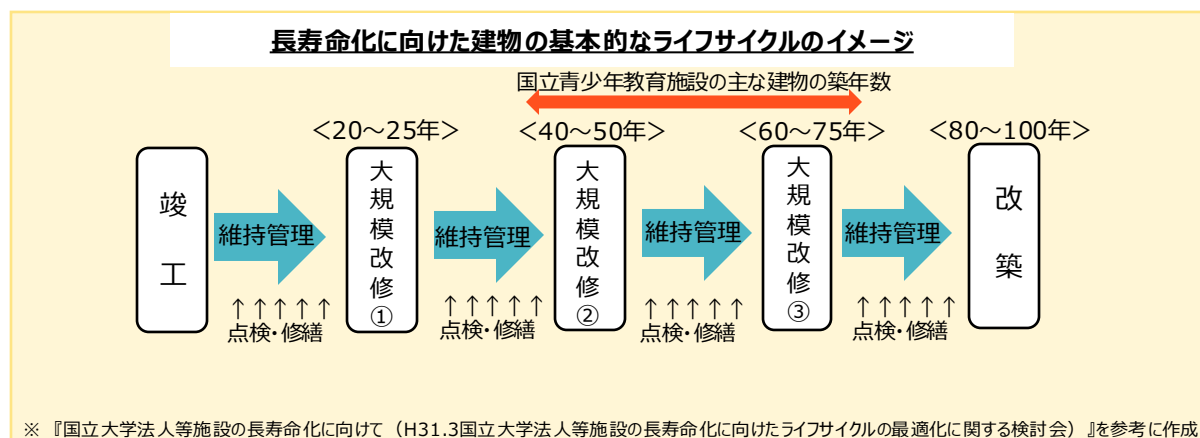 長寿命化に向けた建物の基本的なライフサイクルのイメージ
国立青少年教育施設の主な建物の築年数
＜20～25年＞
＜40～50年＞
＜60～75年＞
＜80～100年＞
竣工
維持管理
大規模改修①
維持管理
大規模改修②
維持管理
大規模改修③
維持管理
改築
↑↑↑↑↑
点検・修繕
↑↑↑↑↑
点検・修繕
↑↑↑↑↑
点検・修繕
↑↑↑↑↑
点検・修繕
※ 『国立大学法人等施設の長寿命化に向けて（H31.3国立大学法人等施設の長寿命化に向けたライフサイクルの最適化に関する検討会）』を参考に作成